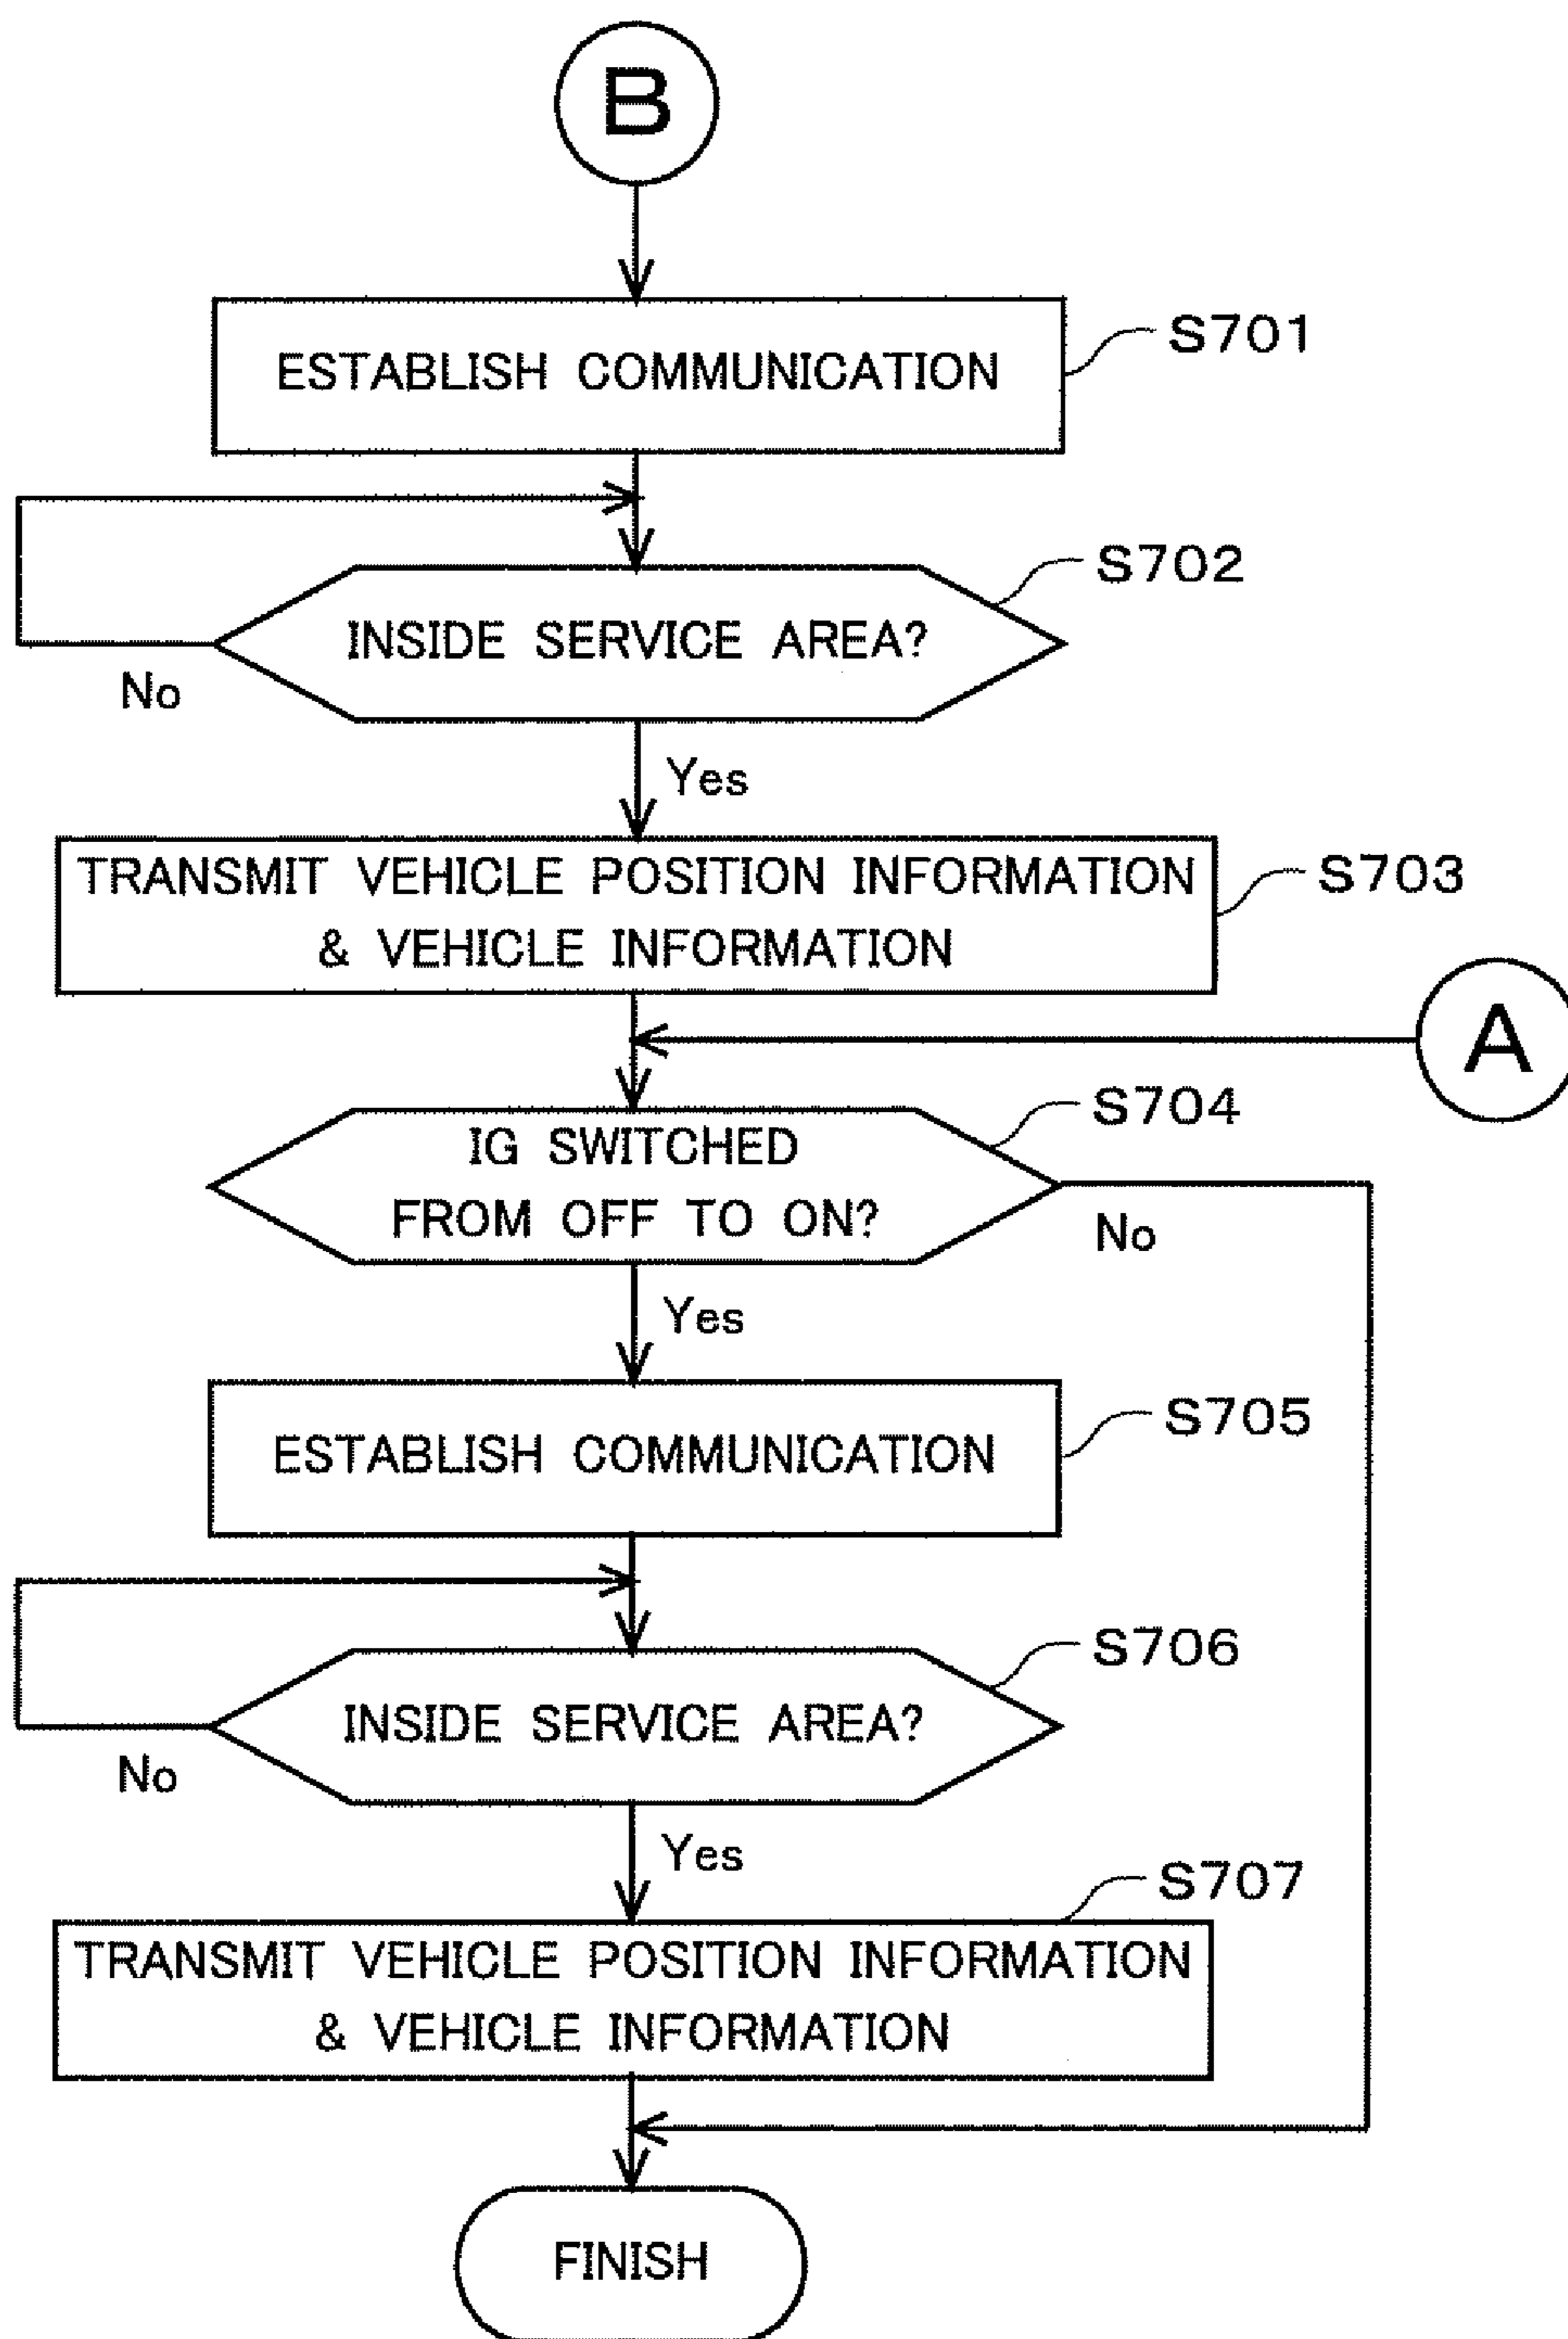 B
ESTABLISH COMMUNICATION
S701
INSIDE SERVICE AREA?
S702
No
Yes
TRANSMIT VEHICLE POSITION INFORMATION
& VEHICLE INFORMATION
S703
A
IG SWITCHED
FROM OFF TO ON?
S704
No
Yes
ESTABLISH COMMUNICATION
S705
INSIDE SERVICE AREA?
S706
No
Yes
TRANSMIT VEHICLE POSITION INFORMATION
& VEHICLE INFORMATION
S707
FINISH